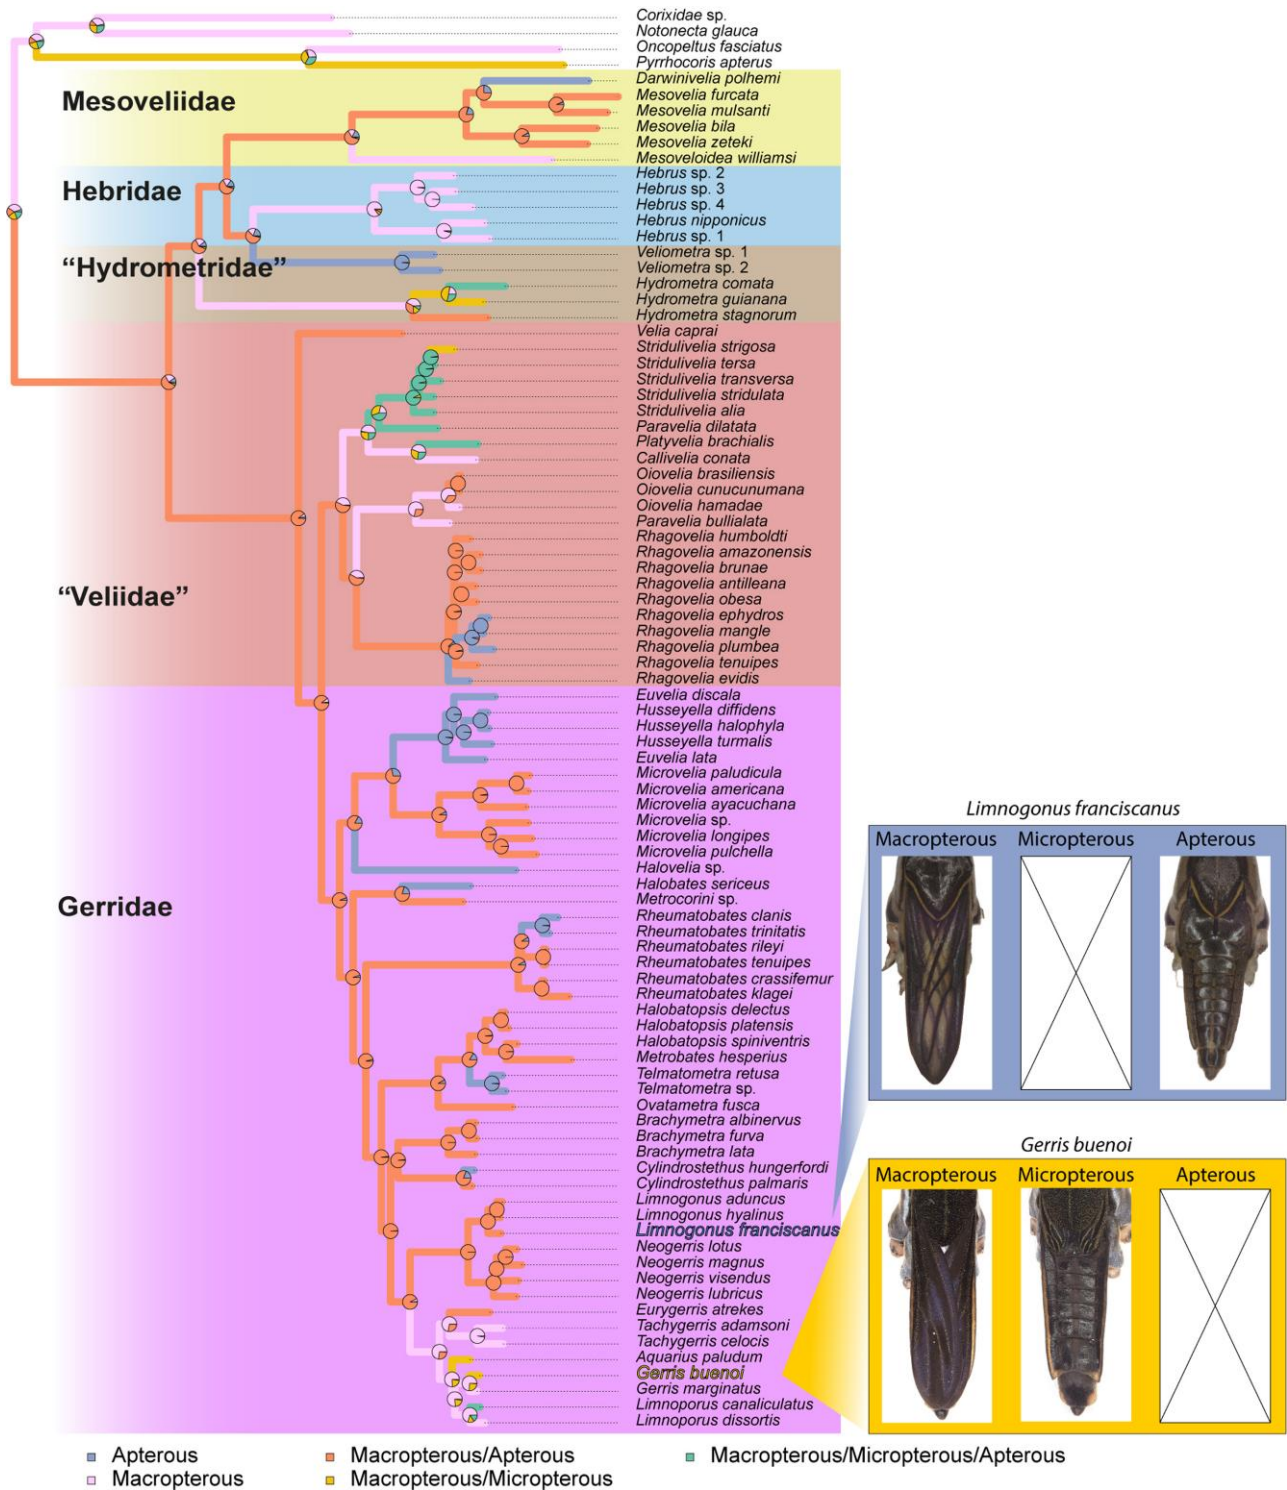 Corixidae sp.
Notonecta glauca
Oncopeltus fasciatus
Pyrrhocoris apterus
Mesoveliidae
Darwinivelia polhemi
Mesovelia furcata
Mesovelia mulsanti
Mesovelia bila
Mesovelia zeteki
Mesoveloidea williamsi
Hebridae
Hebrus sp. 2
Hebrus sp. 3
Hebrus sp. 4
Hebrus nipponicus
Hebrus sp. 1
“Hydrometridae”
Veliometra sp. 1
Veliometra sp. 2
Hydrometra comata
Hydrometra guianana
Hydrometra stagnorum
“Veliidae”
Velia caprai
Stridulivelia strigosa
Stridulivelia tersa
Stridulivelia transversa
Stridulivelia stridulata
Stridulivelia alia
Paravelia dilatata
Platyvelia brachialis
Callivelia conata
Oiovelia brasiliensis
Oiovelia cunucunumana
Oiovelia hamadae
Paravelia bullialata
Rhagovelia humboldti
Rhagovelia amazonensis
Rhagovelia brunae
Rhagovelia antilleana
Rhagovelia obesa
Rhagovelia ephydros
Rhagovelia mangle
Rhagovelia plumbea
Rhagovelia tenuipes
Rhagovelia evidis
Gerridae
Euvelia discala
Husseyella diffidens
Husseyella halophyla
Husseyella turmalis
Euvelia lata
Microvelia paludicula
Microvelia americana
Microvelia ayacuchana
Microvelia sp.
Microvelia longipes
Microvelia pulchella
Halovelia sp.
Halobates sericeus
Metrocorini sp.
Rheumatobates clanis
Rheumatobates trinitatis
Rheumatobates rileyi
Rheumatobates tenuipes
Rheumatobates crassifemur
Rheumatobates klagei
Halobatopsis delectus
Halobatopsis platensis
Halobatopsis spiniventris
Metrobates hesperius
Telmatometra retusa
Telmatometra sp.
Ovatametra fusca
Brachymetra albinervus
Brachymetra furva
Brachymetra lata
Cylindrostethus hungerfordi
Cylindrostethus palmaris
Limnogonus aduncus
Limnogonus hyalinus
Limnogonus franciscanus
Neogerris lotus
Neogerris magnus
Neogerris visendus
Neogerris lubricus
Eurygerris atrekes
Tachygerris adamsoni
Tachygerris celocis
Aquarius paludum
Gerris buenoi
Gerris marginatus
Limnoporus canaliculatus
Limnoporus dissortis
Limnogonus franciscanus
Macropterous Micropterous Apterous
Gerris buenoi
Macropterous Micropterous Apterous
Apterous
Macropterous
Macropterous/Apterous
Macropterous/Micropterous
Macropterous/Micropterous/Apterous